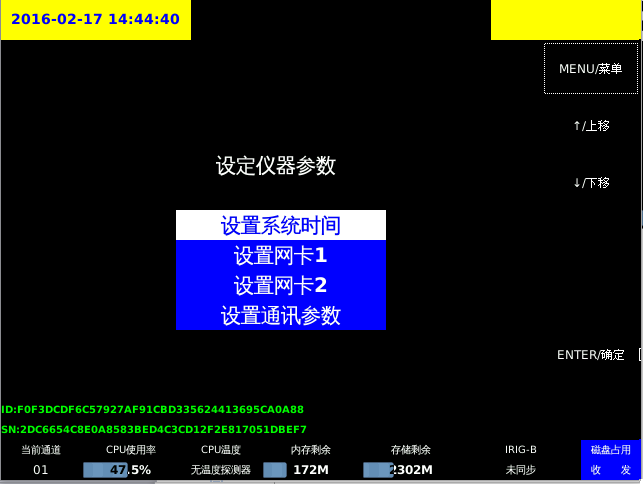 2016-02-17 14:44:40
MENU/菜单
↑/上移
设定仪器参数
↓/下移
设置系统时间
设置网卡1
设置网卡2
设置通讯参数
ENTER/确定
ID:F0F3DCDF6C57927AF91CBD335624413695CA0A88
SN:2DC6654C8E0A8583BED4C3CD12F2E817051DBEF7
当前通道 CPU使用率 CPU温度 内存剩余 存储剩余 IRIG-B 磁盘占用
01 47.5% 无温度探测器 172M 2302M 未同步 收 发